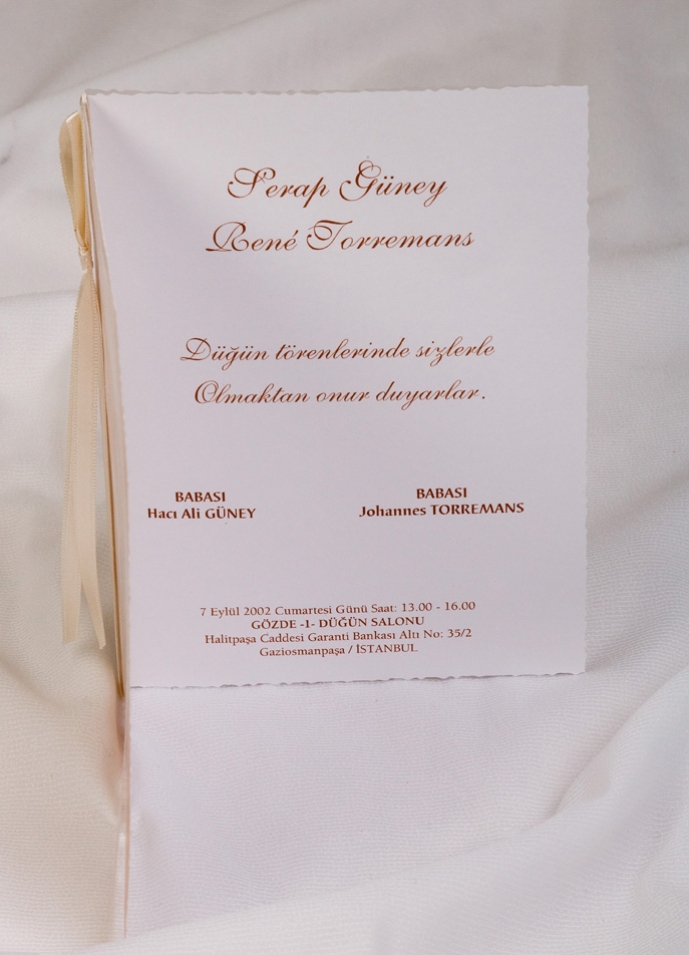 Serap Güney
René Torremans
Düğün törenlerinde sizlerle
Olmaktan onur duyarlar.
BABASI
Hacı Ali GÜNEY
BABASI
Johannes TORREMANS
7 Eylül 2002 Cumartesi Günü Saat: 13.00 - 16.00
GÖZDE -1- DÜĞÜN SALONU
Halitpaşa Caddesi Garanti Bankası Altı No: 35/2
Gaziosmanpaşa / İSTANBUL